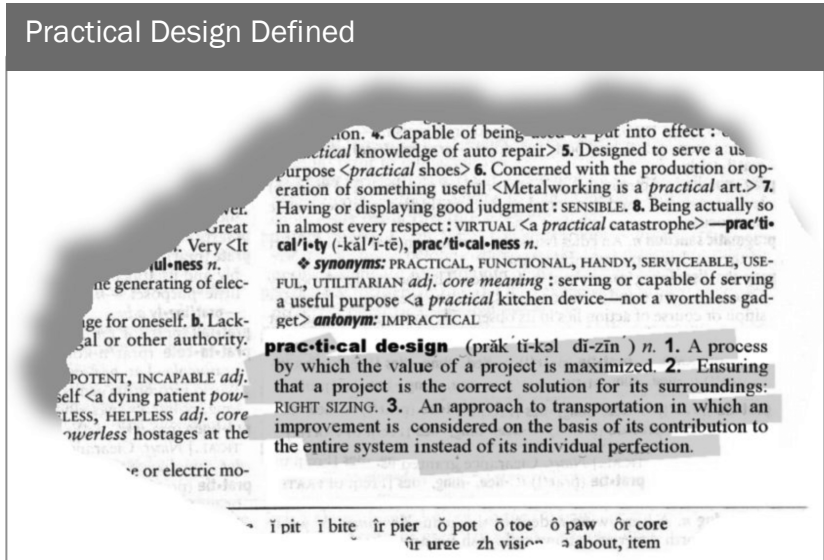 Practical Design Defined
ion. 4. Capable of being used or put into effect :
ctical knowledge of auto repair> 5. Designed to serve a us
purpose <practical shoes> 6. Concerned with the production or op-
eration of something useful <Metalworking is a practical art.> 7.
Having or displaying good judgment : SENSIBLE. 8. Being actually so
in almost every respect : VIRTUAL <a practical catastrophe> —prac'ti•
cal'i•ty (-kăl'ĭ-tē), prac'ti•cal•ness n.
❖ synonyms: PRACTICAL, FUNCTIONAL, HANDY, SERVICEABLE, USE-
FUL, UTILITARIAN adj. core meaning : serving or capable of serving
a useful purpose <a practical kitchen device—not a worthless gad-
get> antonym: IMPRACTICAL
prac•ti•cal de•sign (prăk´tĭ-kəl dī-zīn´) n. 1. A process
by which the value of a project is maximized. 2. Ensuring
that a project is the correct solution for its surroundings:
RIGHT SIZING. 3. An approach to transportation in which an
improvement is considered on the basis of its contribution to
the entire system instead of its individual perfection.
ver.
Great
. Very <It
ul•ness n.
he generating of elec-
ge for oneself. b. Lack-
al or other authority.
POTENT, INCAPABLE adj.
self <a dying patient pow-
LESS, HELPLESS adj. core
owerless hostages at the
e or electric mo-
ĭ pit ī bite îr pier ŏ pot ō toe ô paw ôr core
ûr urge zh vision ə about, item